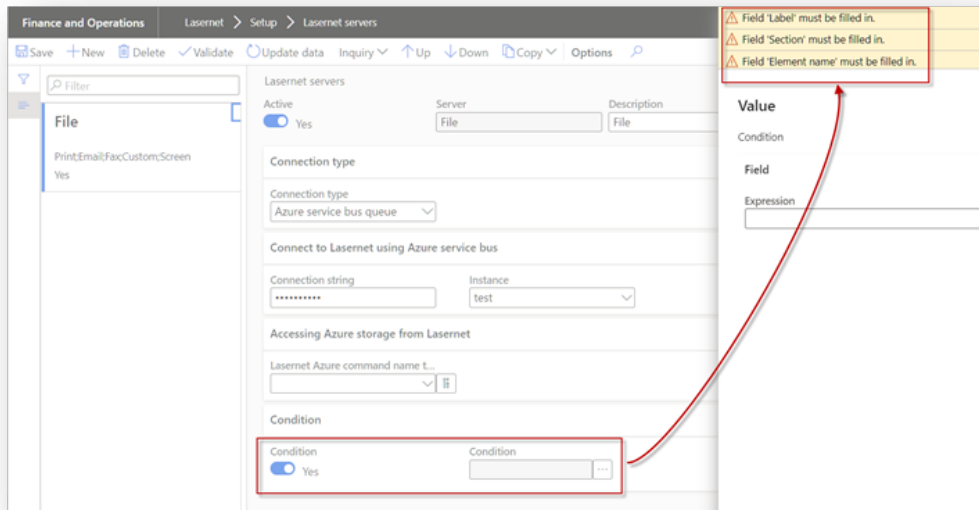 Finance and Operations
Lasernet > Setup > Lasernet servers
Save New Delete Validate Update data Inquiry Up Down Copy Options
Filter
File
Print;Email;Fax;Custom;Screen
Yes
Lasernet servers
Active Server Description
Yes File File
Connection type
Connection type
Azure service bus queue
Connect to Lasernet using Azure service bus
Connection string Instance
•••••••••• test
Accessing Azure storage from Lasernet
Lasernet Azure command name t...
Condition
Condition Condition
Yes ...
Field 'Label' must be filled in.
Field 'Section' must be filled in.
Field 'Element name' must be filled in.
Value
Condition
Field
Expression